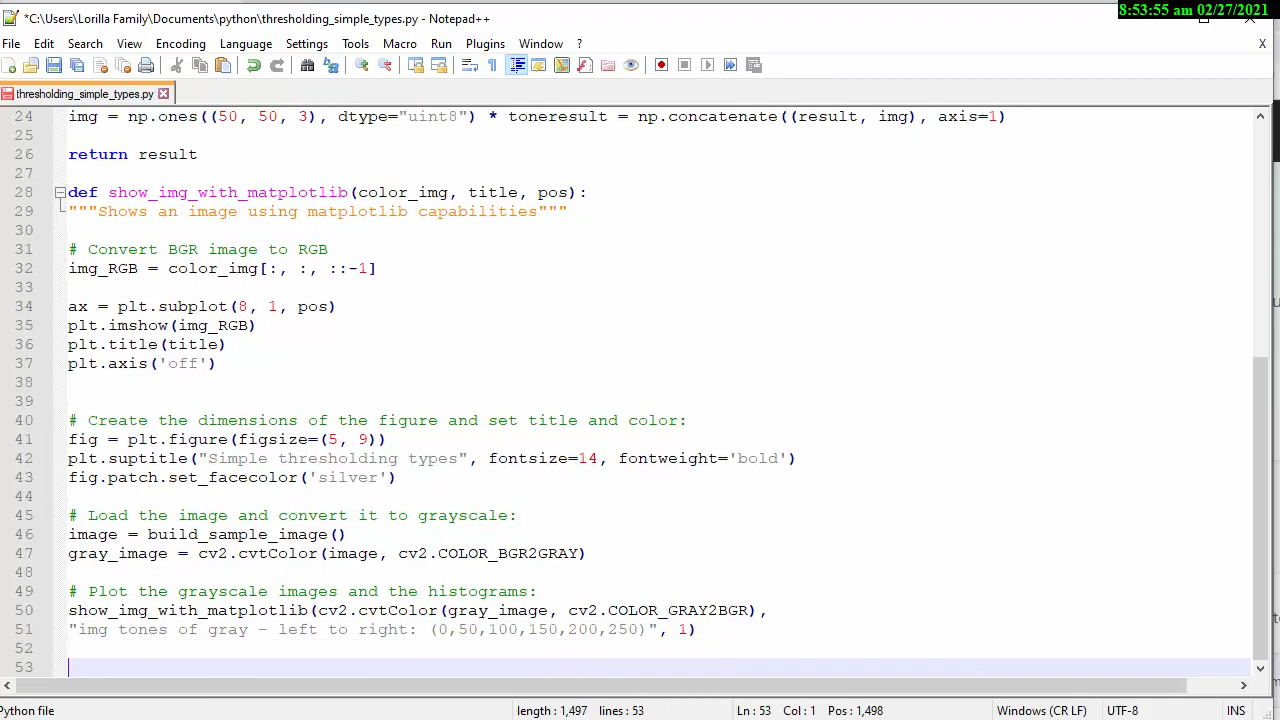 *C:\Users\Lorilla Family\Documents\python\thresholding_simple_types.py - Notepad++
8:53:55 am 02/27/2021
File Edit Search View Encoding Language Settings Tools Macro Run Plugins Window ? X
thresholding_simple_types.py
24 img = np.ones((50, 50, 3), dtype="uint8") * toneresult = np.concatenate((result, img), axis=1)
25
26 return result
27
28 def show_img_with_matplotlib(color_img, title, pos):
29 """Shows an image using matplotlib capabilities"""
30
31 # Convert BGR image to RGB
32 img_RGB = color_img[:, :, ::-1]
33
34 ax = plt.subplot(8, 1, pos)
35 plt.imshow(img_RGB)
36 plt.title(title)
37 plt.axis('off')
38
39
40 # Create the dimensions of the figure and set title and color:
41 fig = plt.figure(figsize=(5, 9))
42 plt.suptitle("Simple thresholding types", fontsize=14, fontweight='bold')
43 fig.patch.set_facecolor('silver')
44
45 # Load the image and convert it to grayscale:
46 image = build_sample_image()
47 gray_image = cv2.cvtColor(image, cv2.COLOR_BGR2GRAY)
48
49 # Plot the grayscale images and the histograms:
50 show_img_with_matplotlib(cv2.cvtColor(gray_image, cv2.COLOR_GRAY2BGR),
51 "img tones of gray - left to right: (0,50,100,150,200,250)", 1)
52
53
Python file length : 1,497 lines : 53 Ln : 53 Col : 1 Pos : 1,498 Windows (CR LF) UTF-8 INS